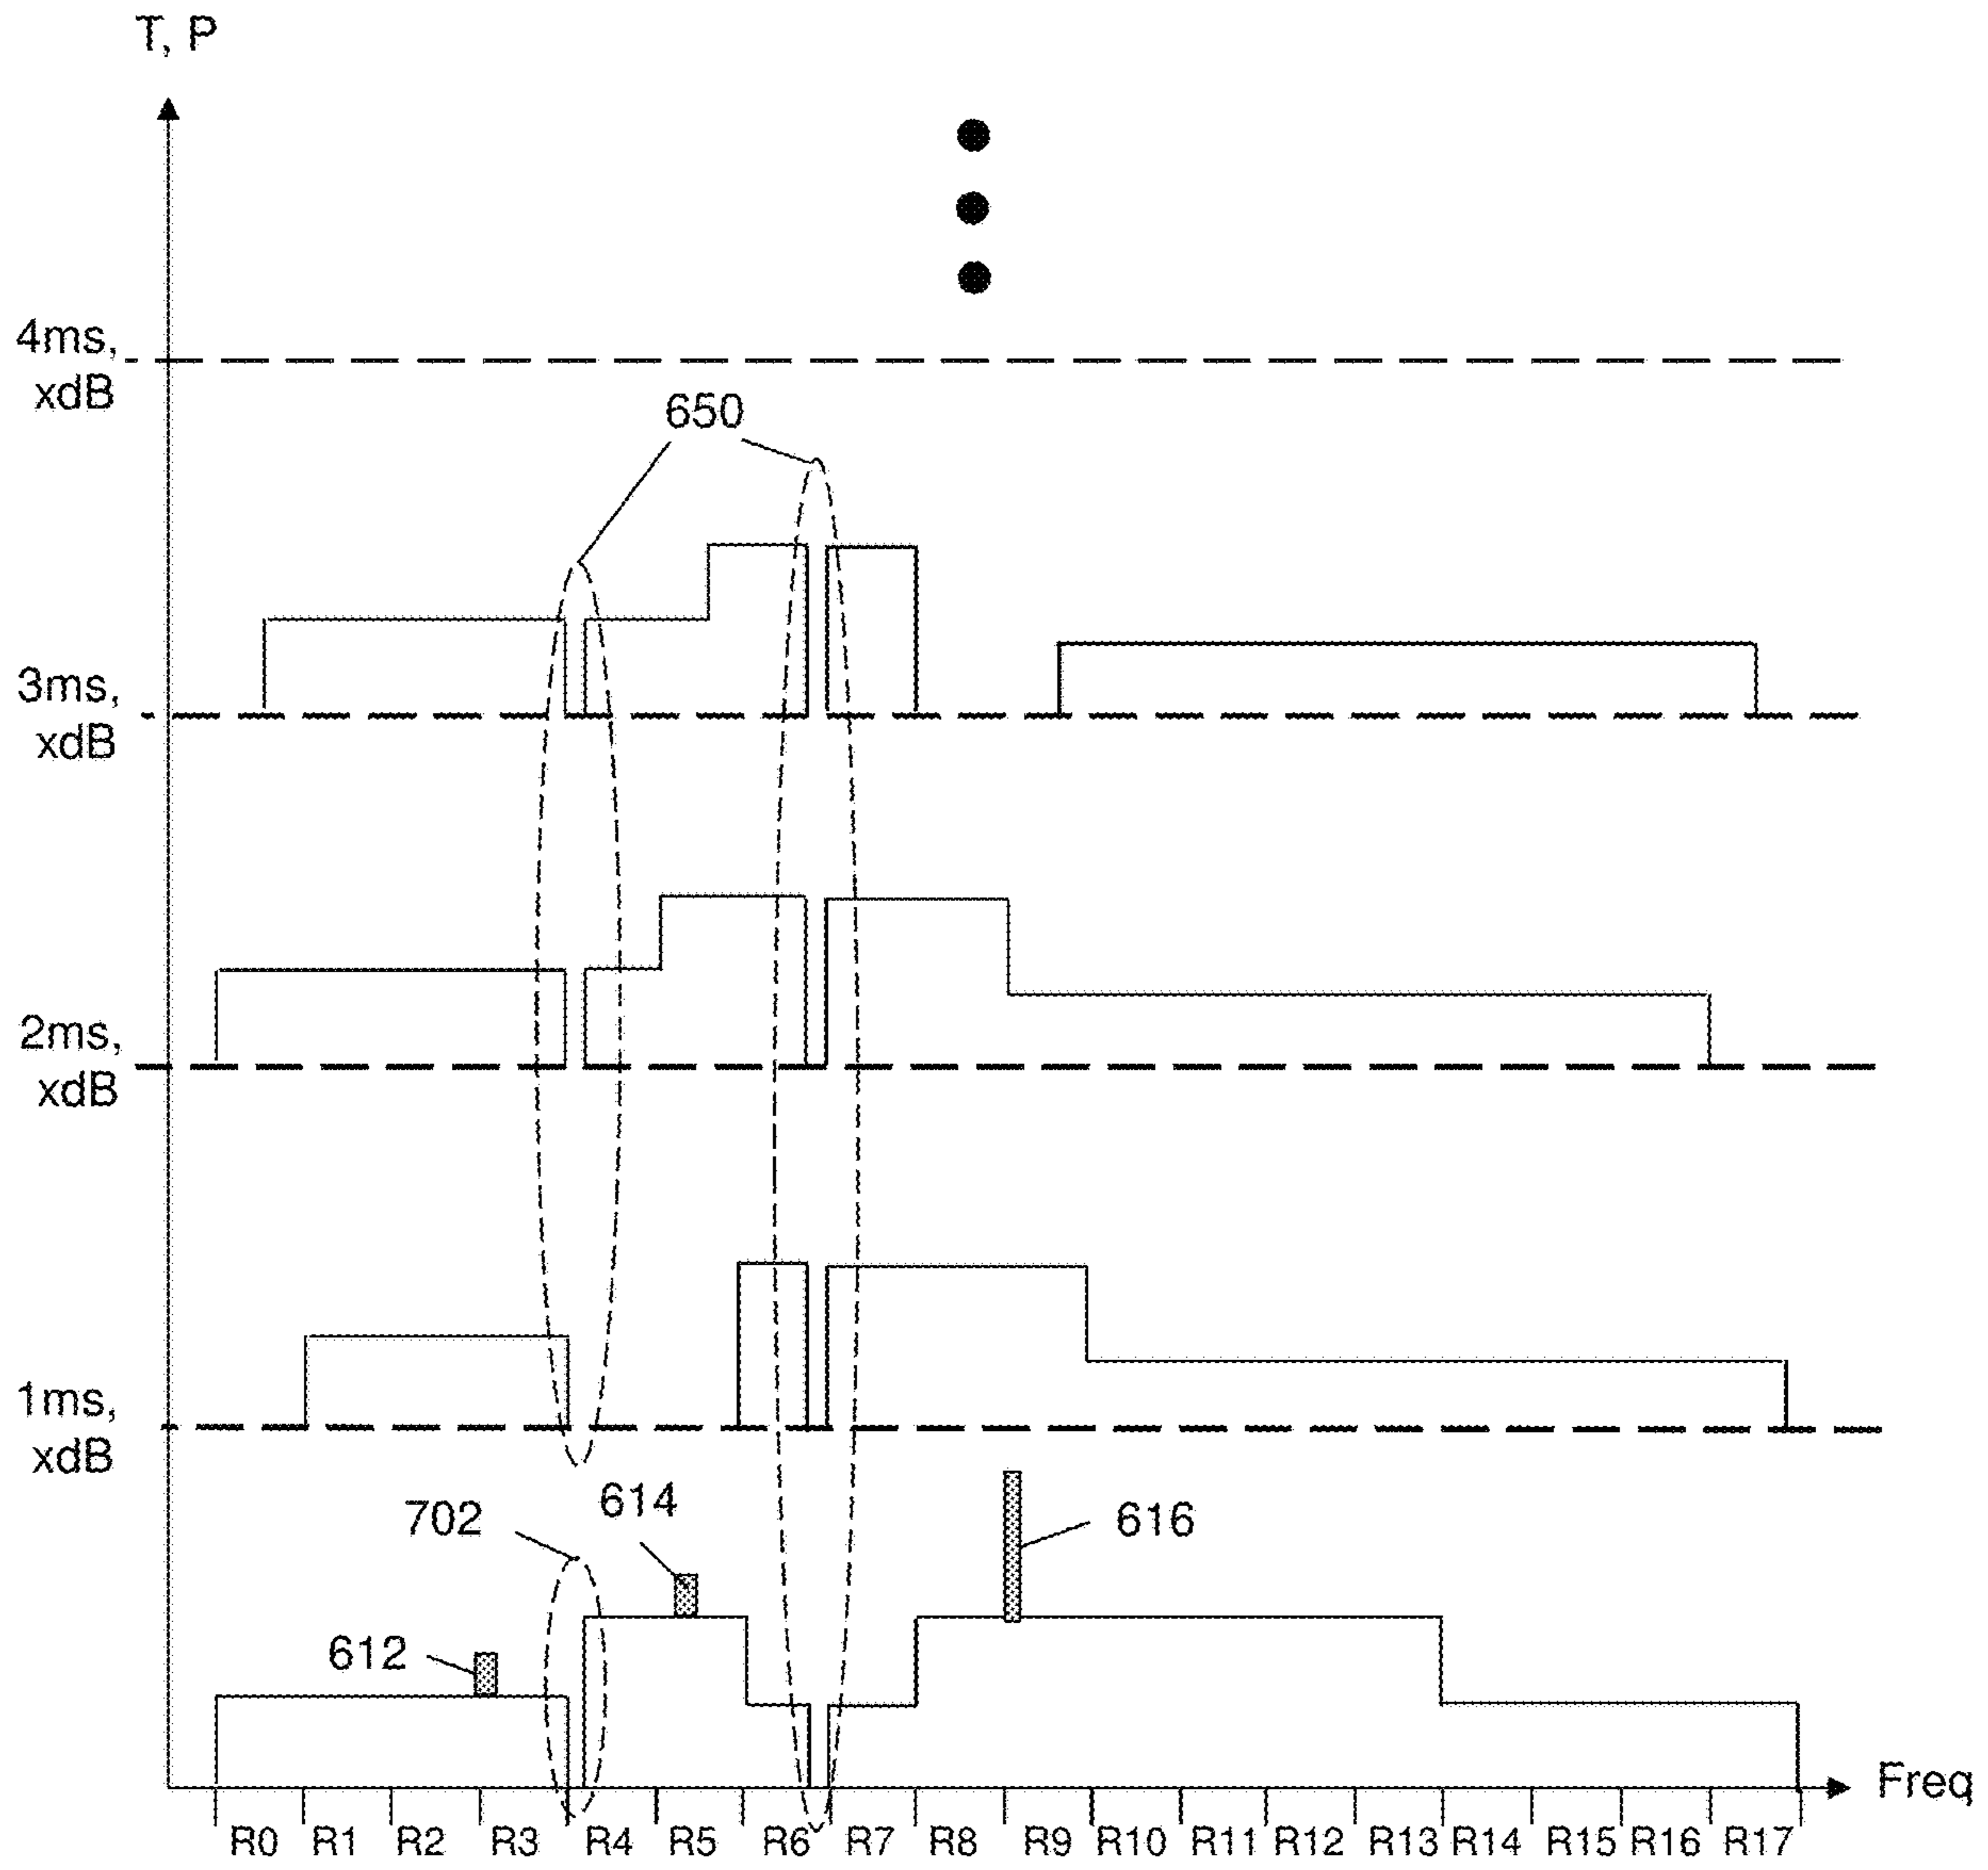 T, P
4ms,
xdB
650
3ms,
xdB
2ms,
xdB
1ms,
xdB
702
614
616
612
Freq
R0 R1 R2 R3 R4 R5 R6 R7 R8 R9 R10 R11 R12 R13 R14 R15 R16 R17